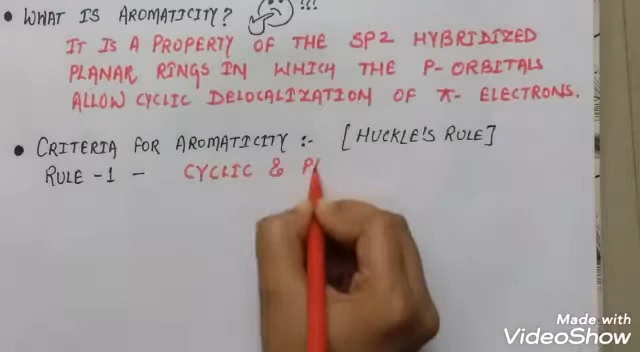 • WHAT IS AROMATICITY? !!!
IT IS A PROPERTY OF THE SP2 HYBRIDIZED
PLANAR RINGS IN WHICH THE P-ORBITALS
ALLOW CYCLIC DELOCALIZATION OF π- ELECTRONS.
• CRITERIA FOR AROMATICITY :- [HUCKLE'S RULE]
RULE -1 - CYCLIC & P
Made with
VideoShow